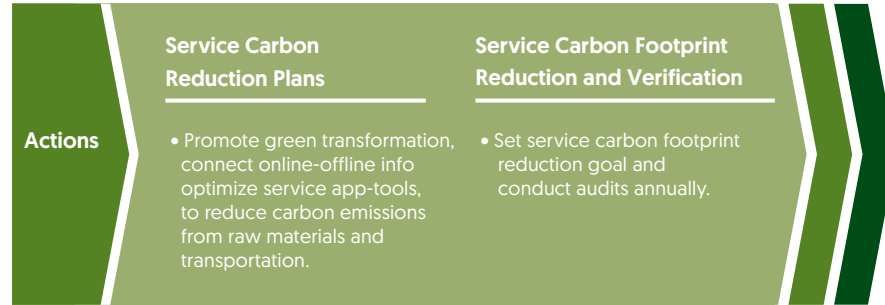 Actions
Service Carbon
Reduction Plans
• Promote green transformation,
connect online-offline info
optimize service app-tools,
to reduce carbon emissions
from raw materials and
transportation.
Service Carbon Footprint
Reduction and Verification
• Set service carbon footprint
reduction goal and
conduct audits annually.